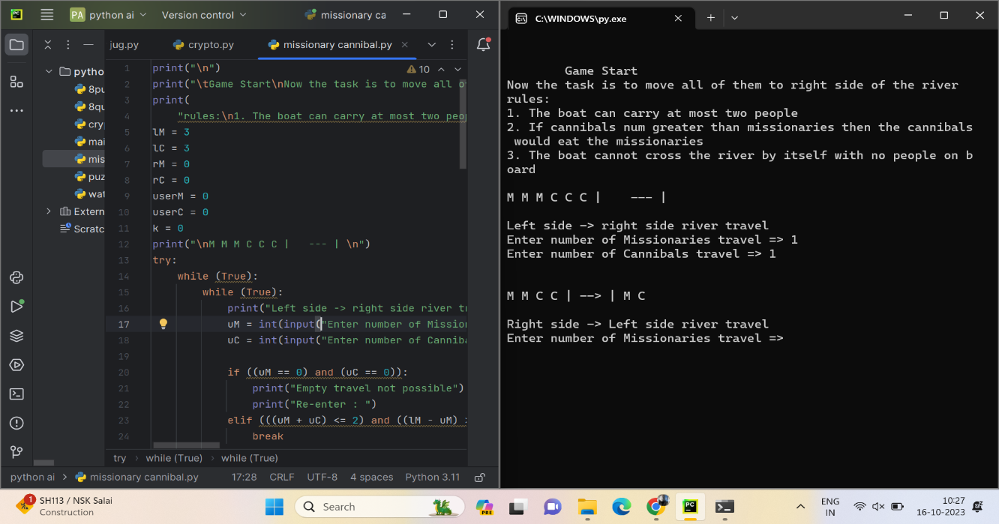 PC
PA python ai
Version control
missionary ca
jug.py
crypto.py
missionary cannibal.py
pytho
8pu
8qu
cry
mai
mis
puz
wat
Extern
Scratc
10
1 print("\n")
2 print("\tGame Start\nNow the task is to move all o
3 print(
4 "rules:\n1. The boat can carry at most two peop
5 lM = 3
6 lC = 3
7 rM = 0
8 rC = 0
9 userM = 0
10 userC = 0
11 k = 0
12 print("\nM M M C C C |   --- | \n")
13 try:
14 while (True):
15 while (True):
16 print("Left side -> right side river tr
17 uM = int(input("Enter number of Mission
18 uC = int(input("Enter number of Canniba
19
20 if ((uM == 0) and (uC == 0)):
21 print("Empty travel not possible")
22 print("Re-enter : ")
23 elif (((uM + uC) <= 2) and ((lM - uM) >
24 break
try > while (True) > while (True)
python ai > missionary cannibal.py 17:28 CRLF UTF-8 4 spaces Python 3.11
C:\WINDOWS\py.exe
Game Start
Now the task is to move all of them to right side of the river
rules:
1. The boat can carry at most two people
2. If cannibals num greater than missionaries then the cannibals
would eat the missionaries
3. The boat cannot cross the river by itself with no people on b
oard
M M M C C C |    --- |
Left side -> right side river travel
Enter number of Missionaries travel => 1
Enter number of Cannibals travel => 1
M M C C | --> | M C
Right side -> Left side river travel
Enter number of Missionaries travel =>
1
SH113 / NSK Salai
Construction
Search
PRE
PC
ENG
IN
10:27
16-10-2023